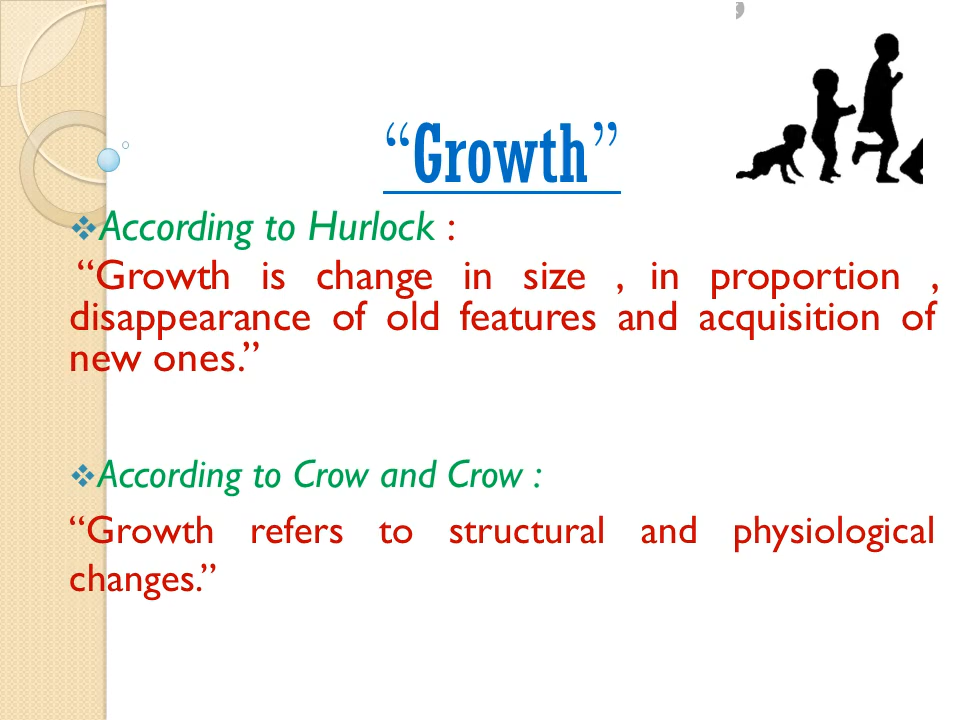 “Growth”
❖According to Hurlock :
“Growth is change in size , in proportion ,
disappearance of old features and acquisition of
new ones.”
❖According to Crow and Crow :
“Growth refers to structural and physiological
changes.”